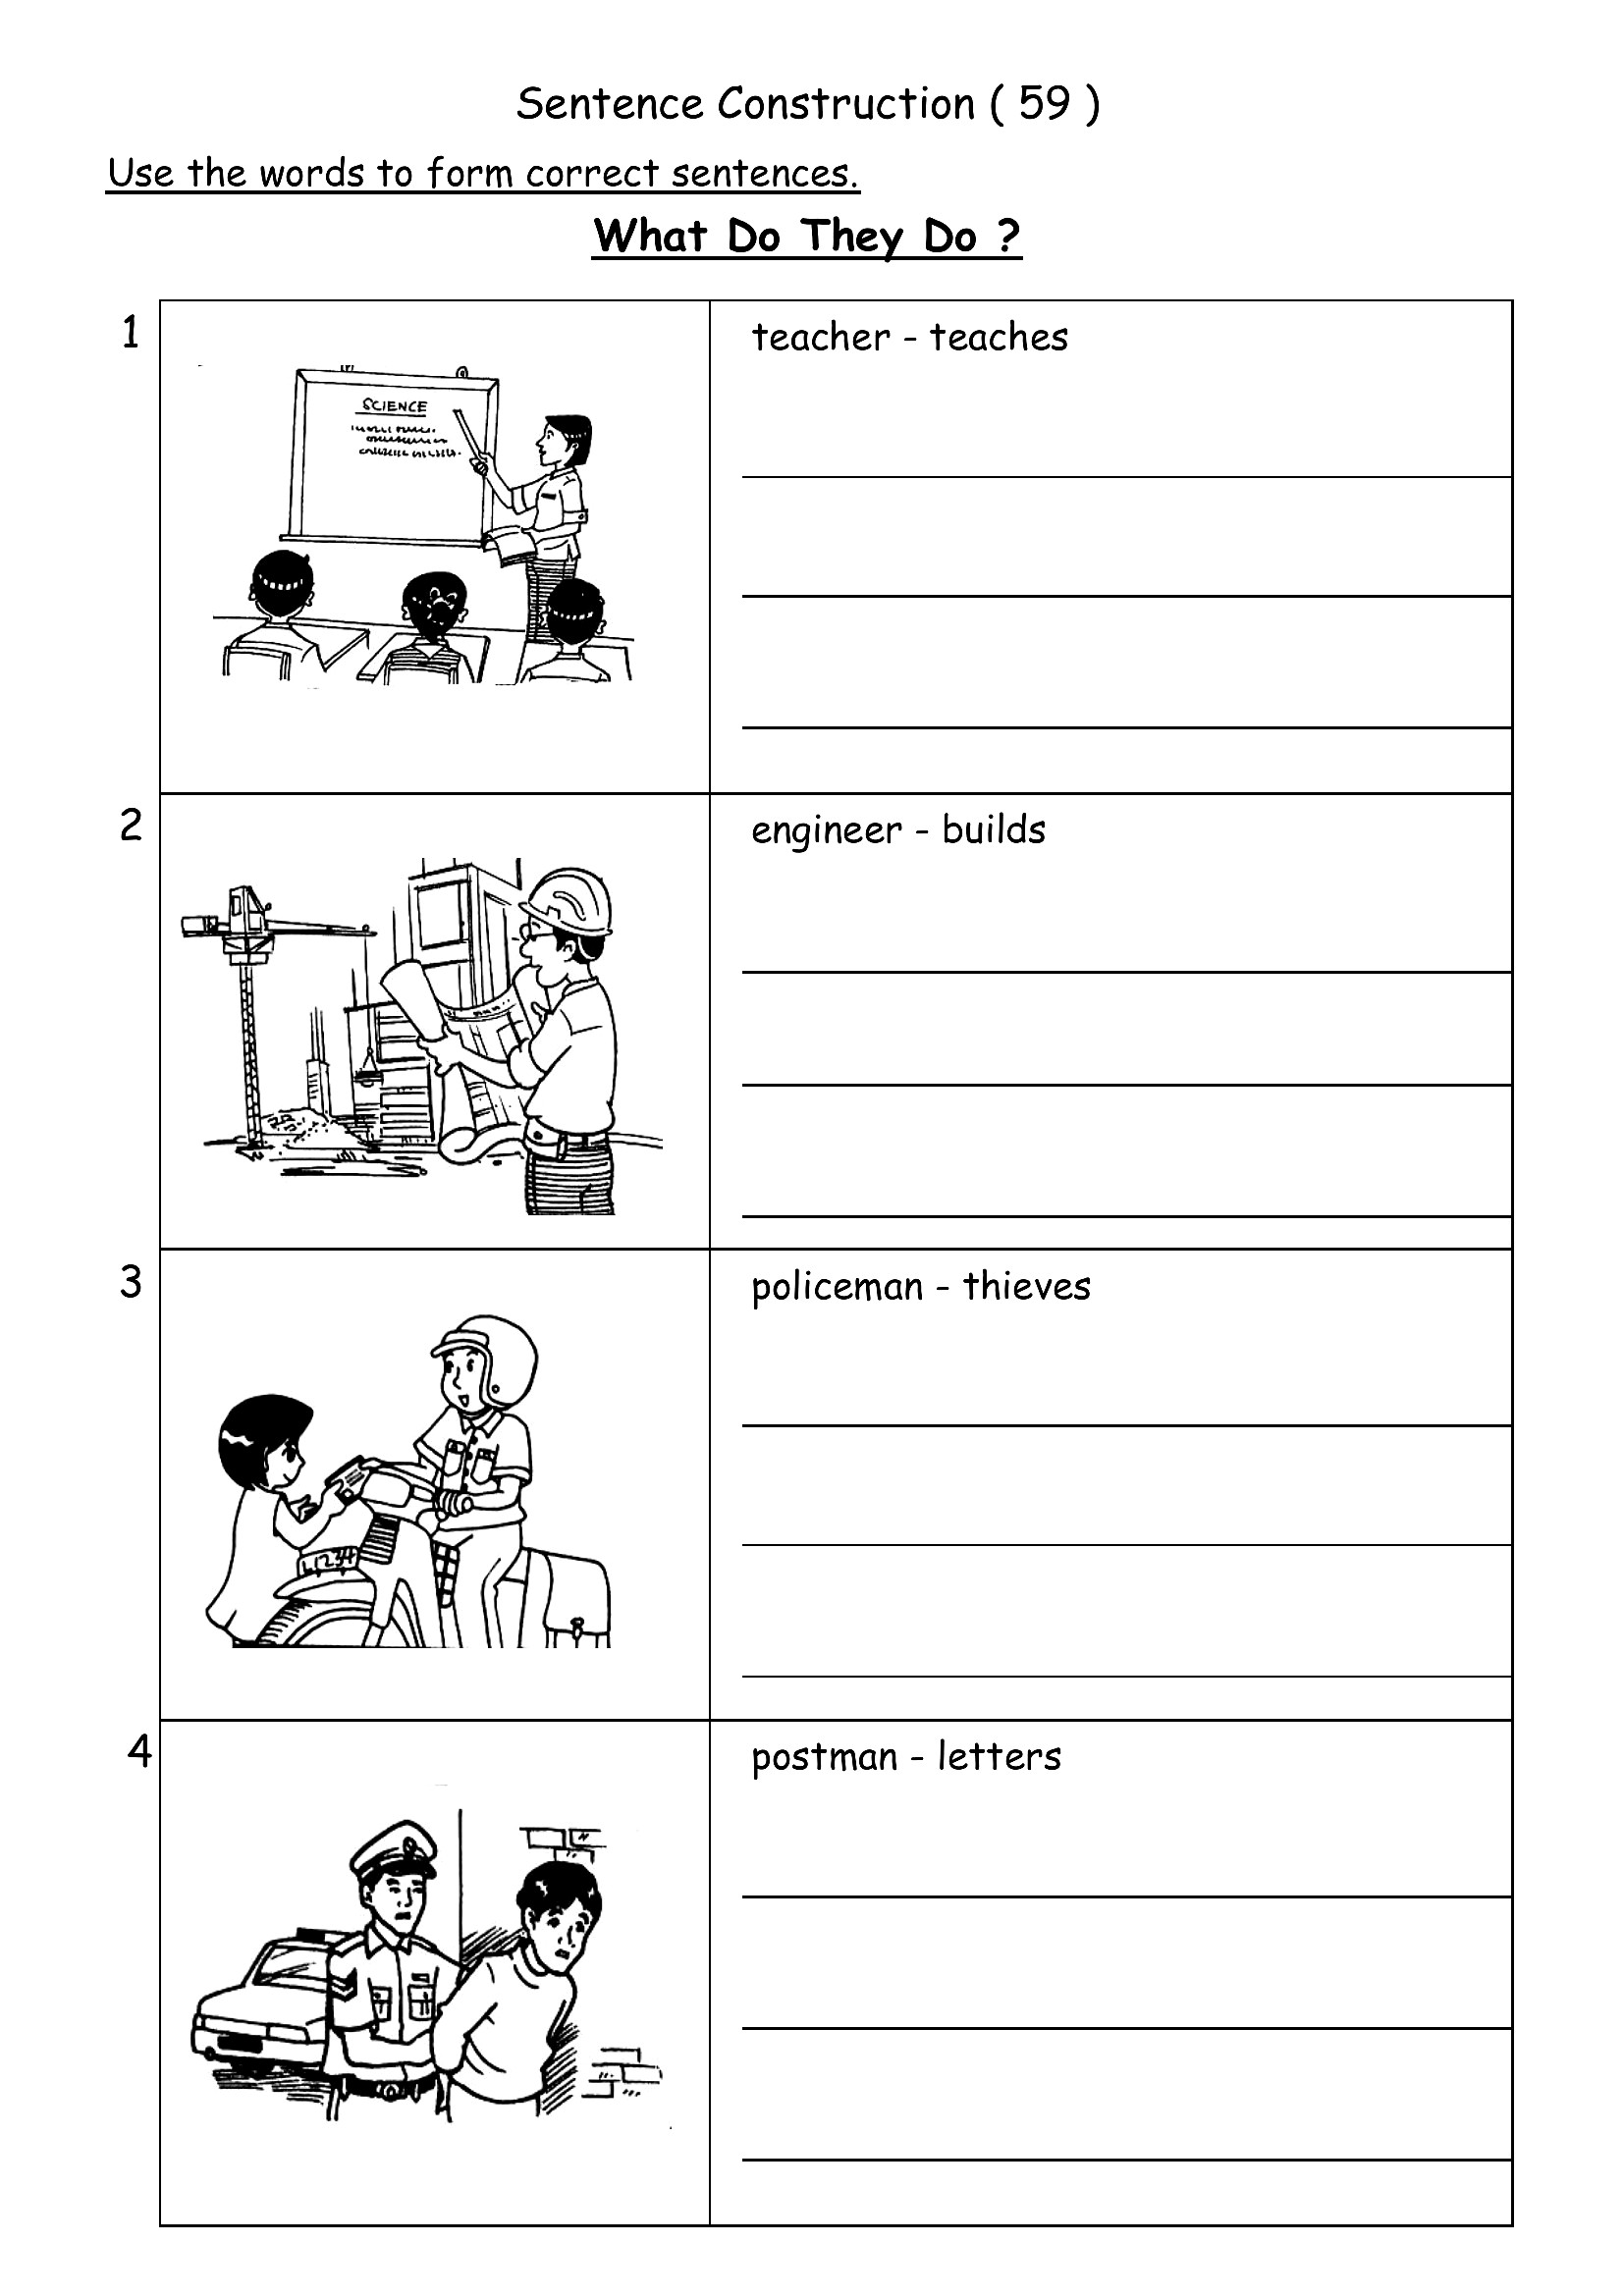 Sentence Construction ( 59 )
Use the words to form correct sentences.
What Do They Do ?
1
teacher - teaches
SCIENCE
2
engineer - builds
3
policeman - thieves
L1234
4
postman - letters